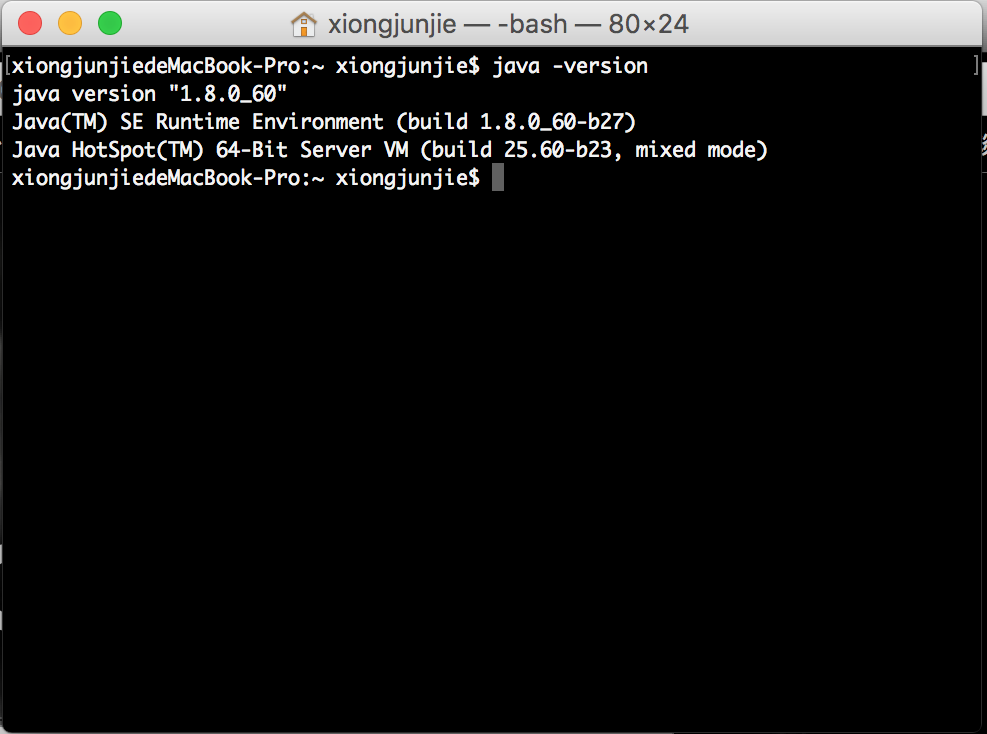 xiongjunjie — -bash — 80×24
[xiongjunjiedeMacBook-Pro:~ xiongjunjie$ java -version ]
java version "1.8.0_60"
Java(TM) SE Runtime Environment (build 1.8.0_60-b27)
Java HotSpot(TM) 64-Bit Server VM (build 25.60-b23, mixed mode)
xiongjunjiedeMacBook-Pro:~ xiongjunjie$